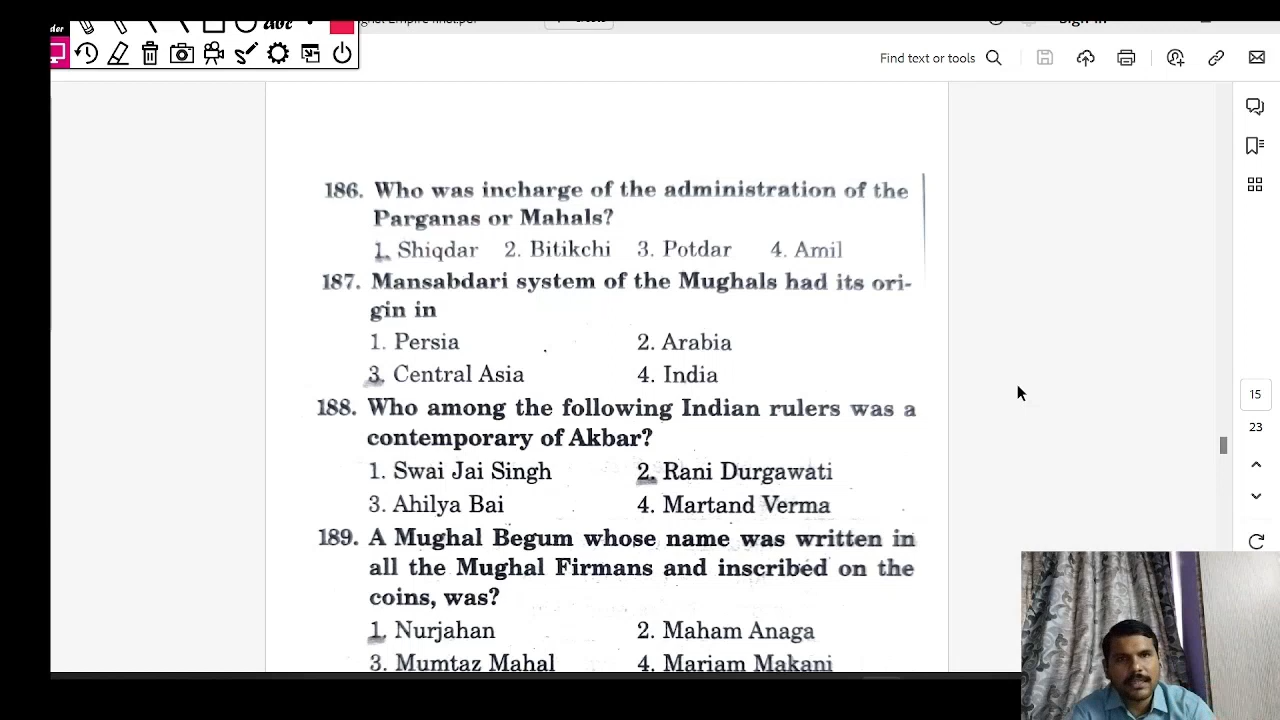 der
abc
Find text or tools
186. Who was incharge of the administration of the
Parganas or Mahals?
1. Shiqdar 2. Bitikchi 3. Potdar 4. Amil
187. Mansabdari system of the Mughals had its ori-
gin in
1. Persia 2. Arabia
3. Central Asia 4. India
188. Who among the following Indian rulers was a
contemporary of Akbar?
1. Swai Jai Singh 2. Rani Durgawati
3. Ahilya Bai 4. Martand Verma
189. A Mughal Begum whose name was written in
all the Mughal Firmans and inscribed on the
coins, was?
1. Nurjahan 2. Maham Anaga
3. Mumtaz Mahal 4. Mariam Makani
15
23